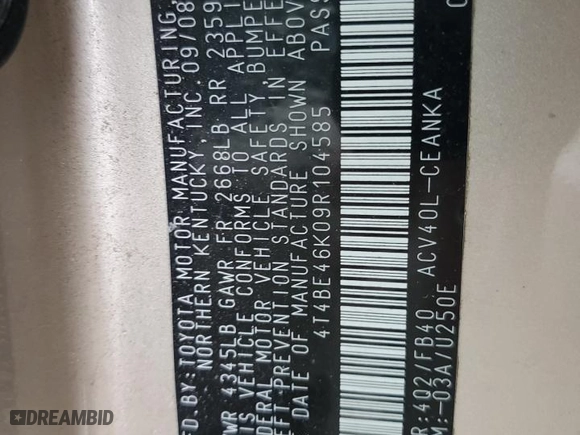 FD.BY:TOYOTA MOTOR MANUFACTURING,
NORTHERN KENTUCKY, INC. 09/08
WR 4345LB GAWR FR 2668LB RR 2359
IS VEHICLE CONFORMS TO ALL APPLI
DERAL MOTOR VEHICLE SAFETY, BUMPE
EFT-PREVENTION STANDARDS IN EFFE
DATE OF MANUFACTURE SHOWN ABOV
4T4BE46K09R104585 PASS
R:4Q2/FB40 ACV40L-CEANKA
M:-03A/U250E
DREAMBID